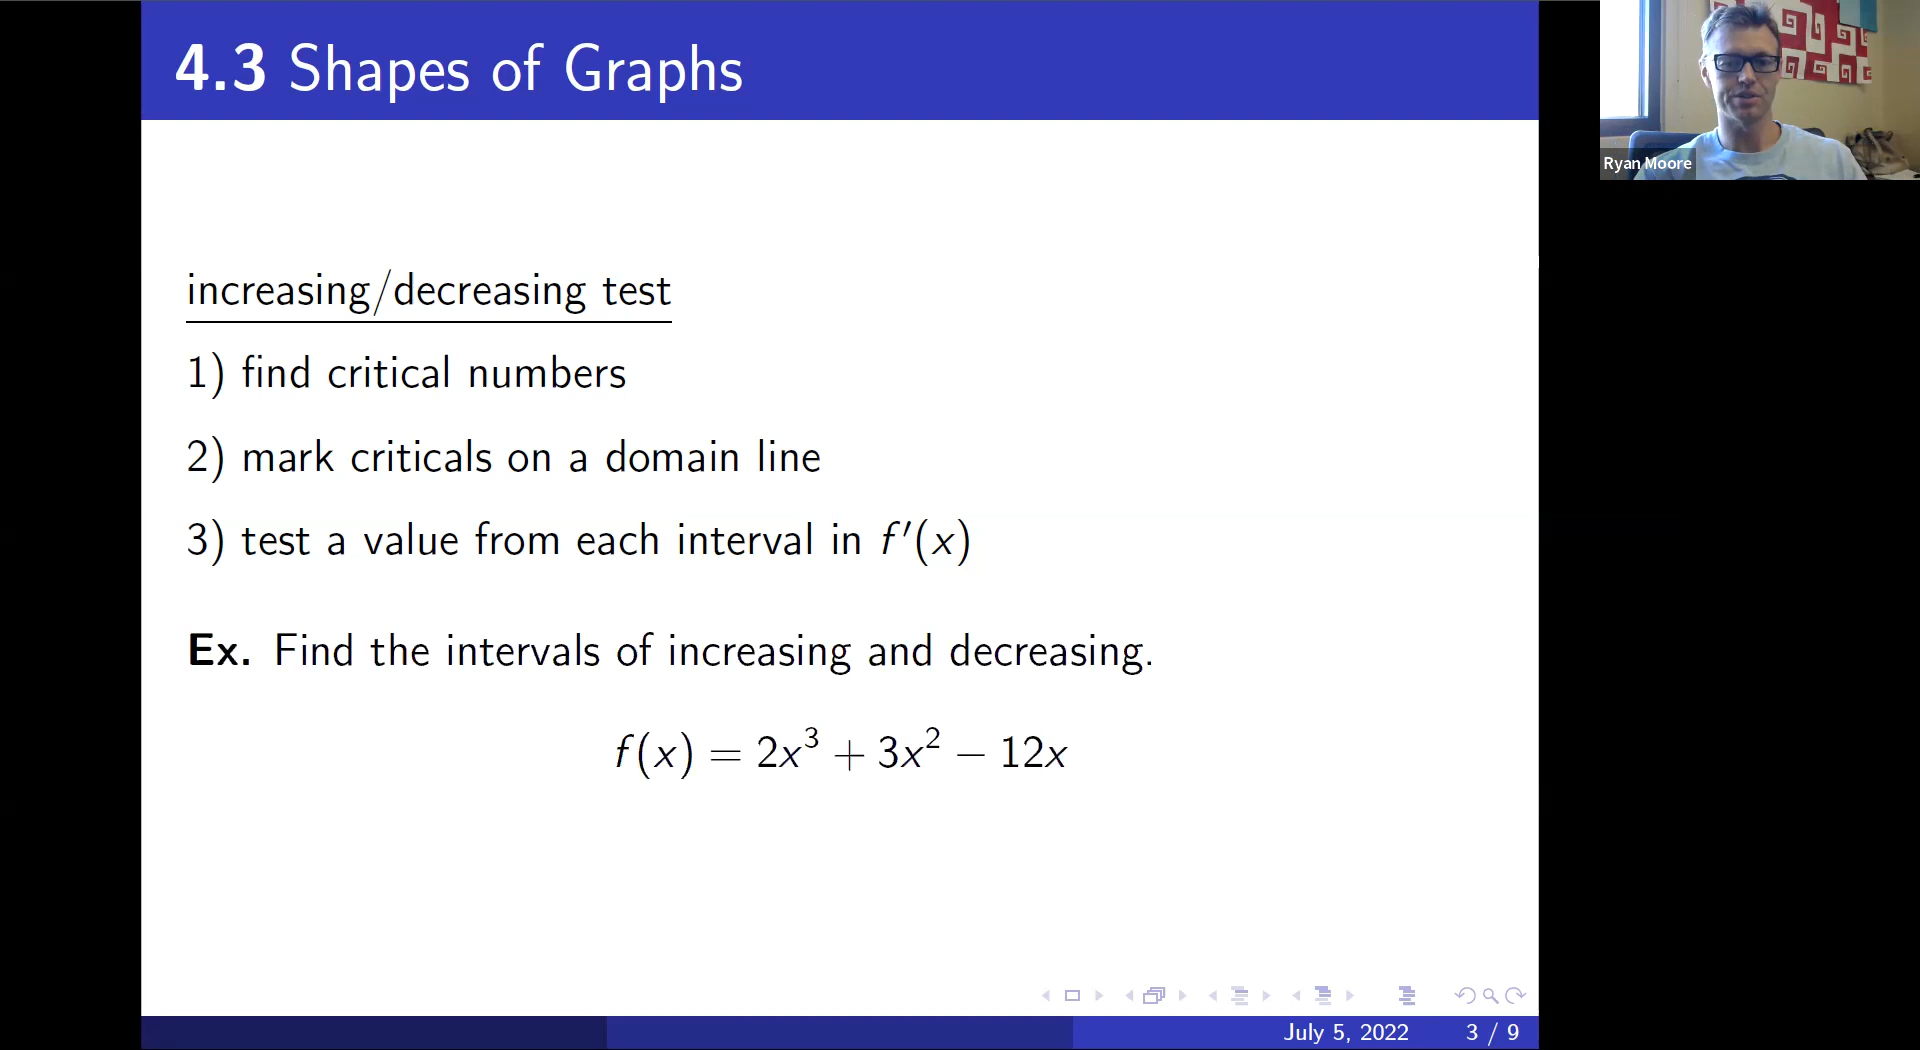 4.3 Shapes of Graphs
Ryan Moore
increasing/decreasing test
1) find critical numbers
2) mark criticals on a domain line
3) test a value from each interval in f′(x)
Ex. Find the intervals of increasing and decreasing.
f(x) = 2x³ + 3x² − 12x
July 5, 2022 3 / 9